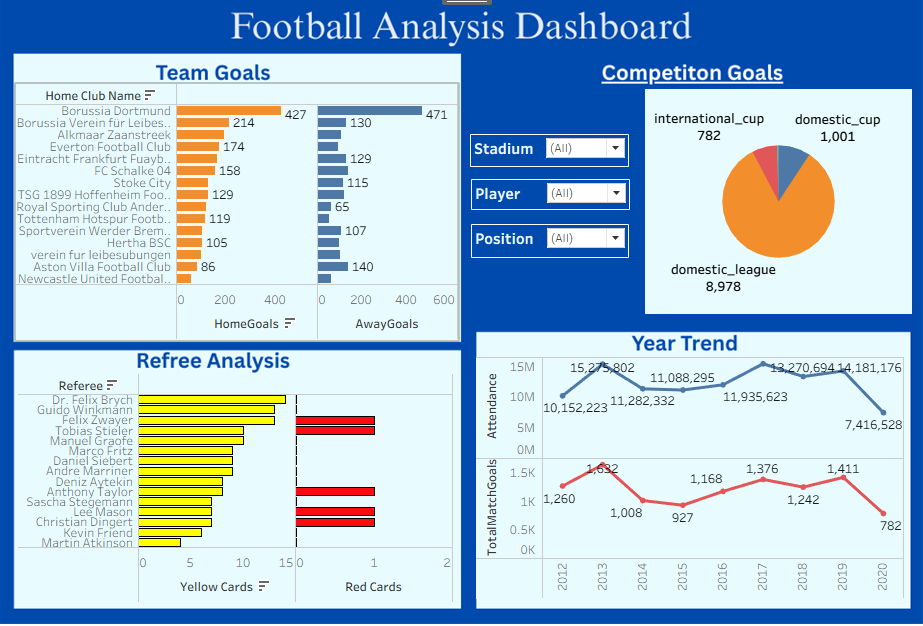 Football Analysis Dashboard
Team Goals
Home Club Name
Borussia Dortmund
427
471
Borussia Verein für Leibes..
214
130
Alkmaar Zaanstreek
Everton Football Club
174
Eintracht Frankfurt Fuayb..
129
FC Schalke 04
158
Stoke City
115
TSG 1899 Hoffenheim Foo..
129
Royal Sporting Club Ander..
65
Tottenham Hotspur Footb..
119
Sportverein Werder Brem..
107
Hertha BSC
105
verein fur leibesubungen
Aston Villa Football Club
86
140
Newcastle United Footbal..
0 200 400
0 200 400 600
HomeGoals
AwayGoals
Competiton Goals
Stadium (All)
Player (All)
Position (All)
international_cup
782
domestic_cup
1,001
domestic_league
8,978
Refree Analysis
Referee
Dr. Felix Brych
Guido Winkmann
Felix Zwayer
Tobias Stieler
Manuel Graofe
Marco Fritz
Daniel Siebert
Andre Marriner
Deniz Aytekin
Anthony Taylor
Sascha Stegemann
Lee Mason
Christian Dingert
Kevin Friend
Martin Atkinson
0 5 10 15
0 1 2
Yellow Cards
Red Cards
Year Trend
Attendance
15M
10M
5M
0M
10,152,223
15,275,802
11,282,332
11,088,295
11,935,623
13,270,694
14,181,176
7,416,528
TotalMatchGoals
1.5K
1K
0.5K
0K
1,260
1,632
1,008
927
1,168
1,376
1,242
1,411
782
2012
2013
2014
2015
2016
2017
2018
2019
2020